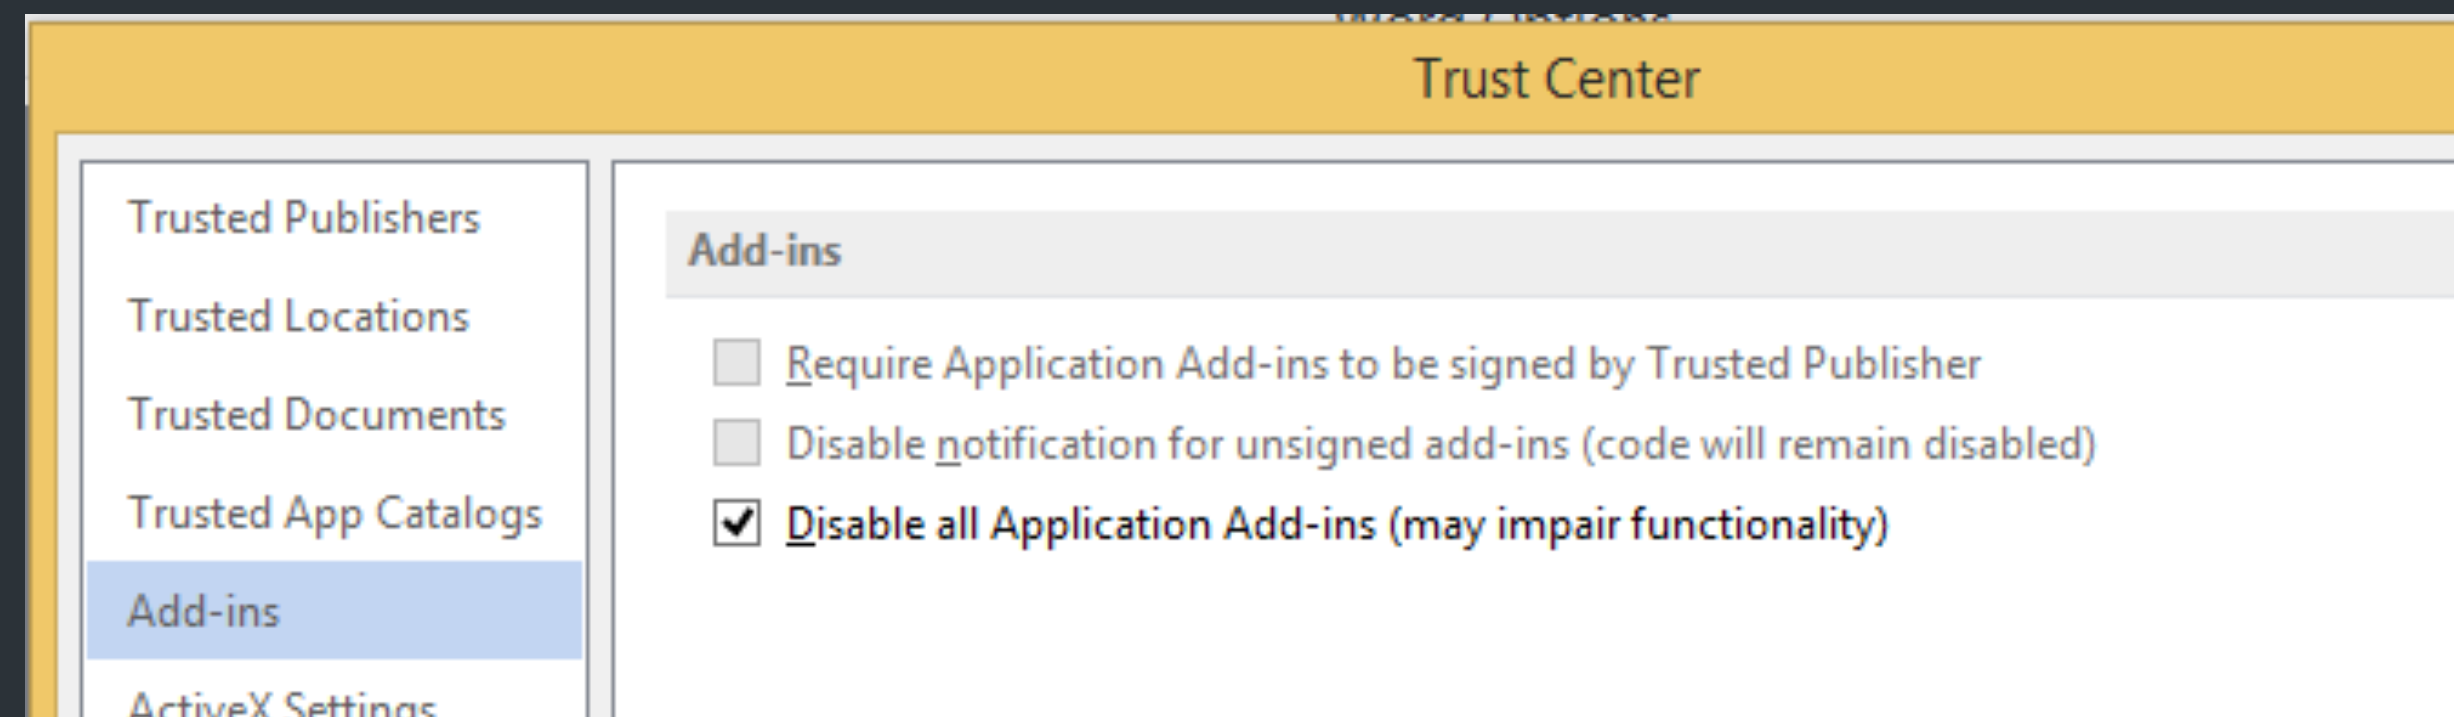 Word Options
Trust Center
Trusted Publishers
Trusted Locations
Trusted Documents
Trusted App Catalogs
Add-ins
ActiveX Settings
Add-ins
Require Application Add-ins to be signed by Trusted Publisher
Disable notification for unsigned add-ins (code will remain disabled)
Disable all Application Add-ins (may impair functionality)